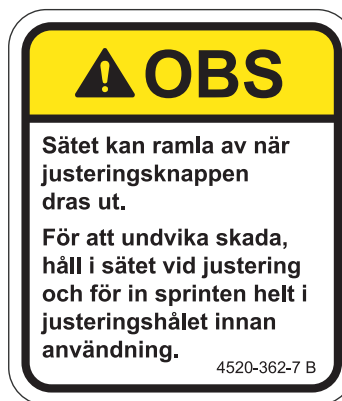 OBS
Sätet kan ramla av när
justeringsknappen
dras ut.
För att undvika skada,
håll i sätet vid justering
och för in sprinten helt i
justeringshålet innan
användning.
4520-362-7 B